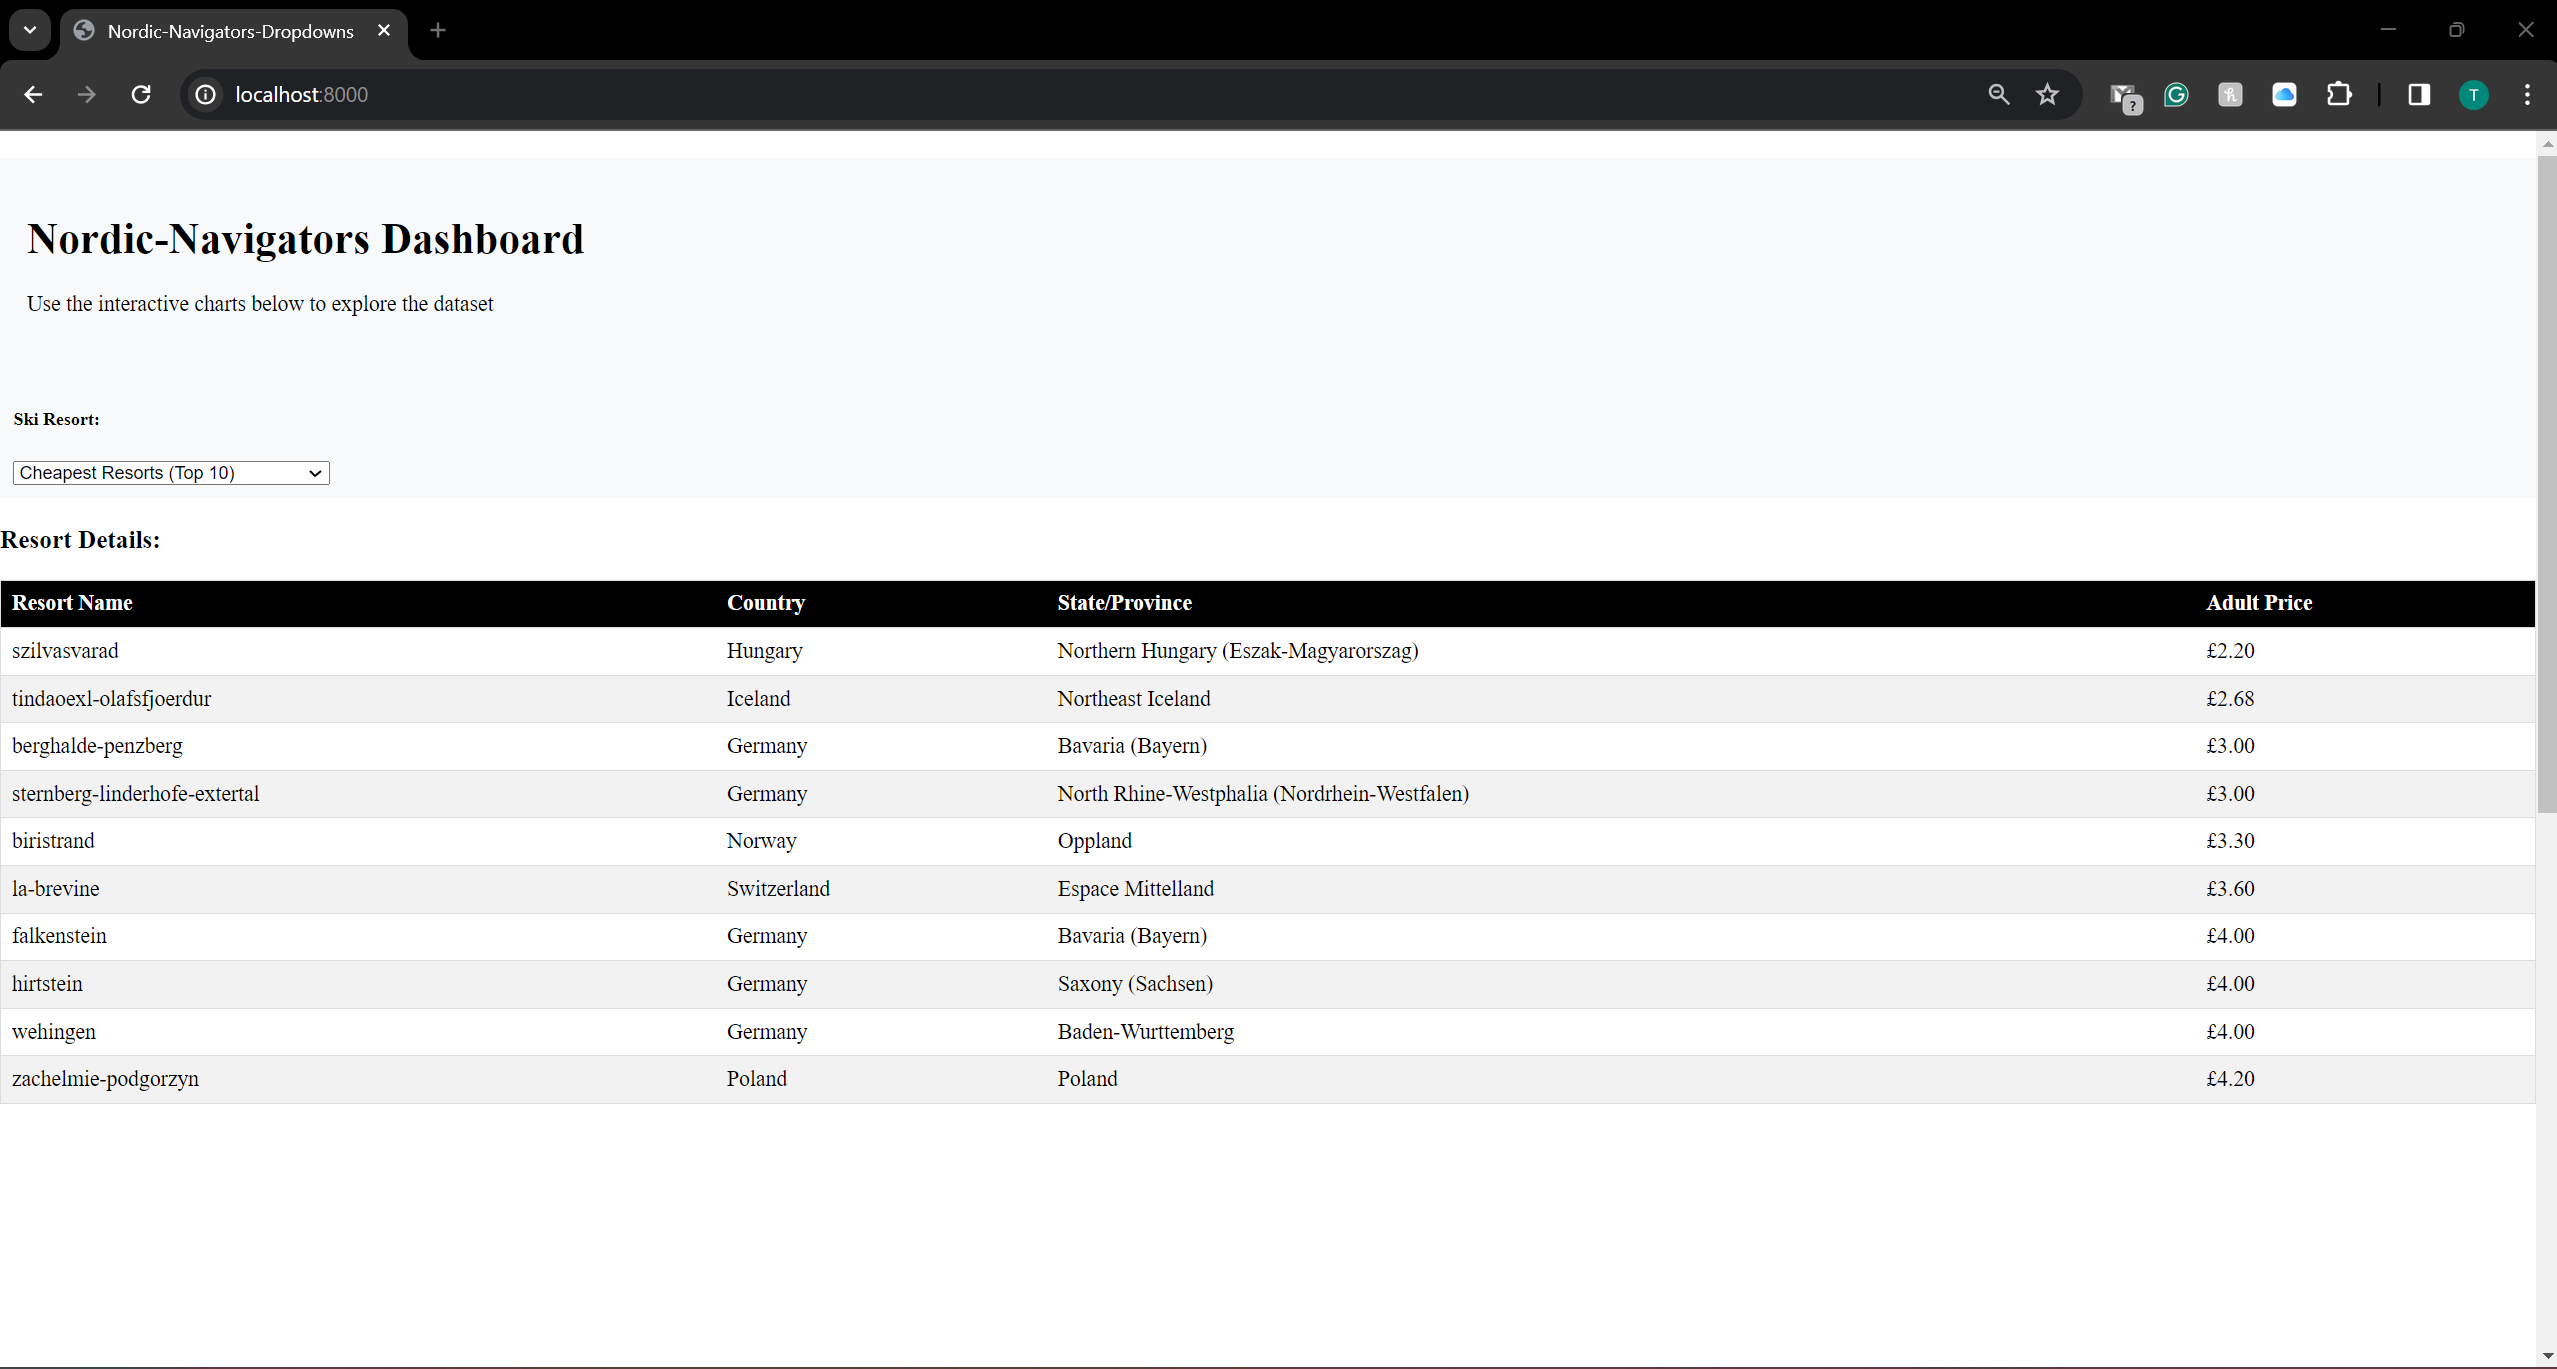 Nordic-Navigators-Dropdowns
localhost:8000
?
T
Nordic-Navigators Dashboard
Use the interactive charts below to explore the dataset
Ski Resort:
Cheapest Resorts (Top 10)
Resort Details:
Resort Name Country State/Province Adult Price
szilvasvarad Hungary Northern Hungary (Eszak-Magyarorszag) £2.20
tindaoexl-olafsfjoerdur Iceland Northeast Iceland £2.68
berghalde-penzberg Germany Bavaria (Bayern) £3.00
sternberg-linderhofe-extertal Germany North Rhine-Westphalia (Nordrhein-Westfalen) £3.00
biristrand Norway Oppland £3.30
la-brevine Switzerland Espace Mittelland £3.60
falkenstein Germany Bavaria (Bayern) £4.00
hirtstein Germany Saxony (Sachsen) £4.00
wehingen Germany Baden-Wurttemberg £4.00
zachelmie-podgorzyn Poland Poland £4.20